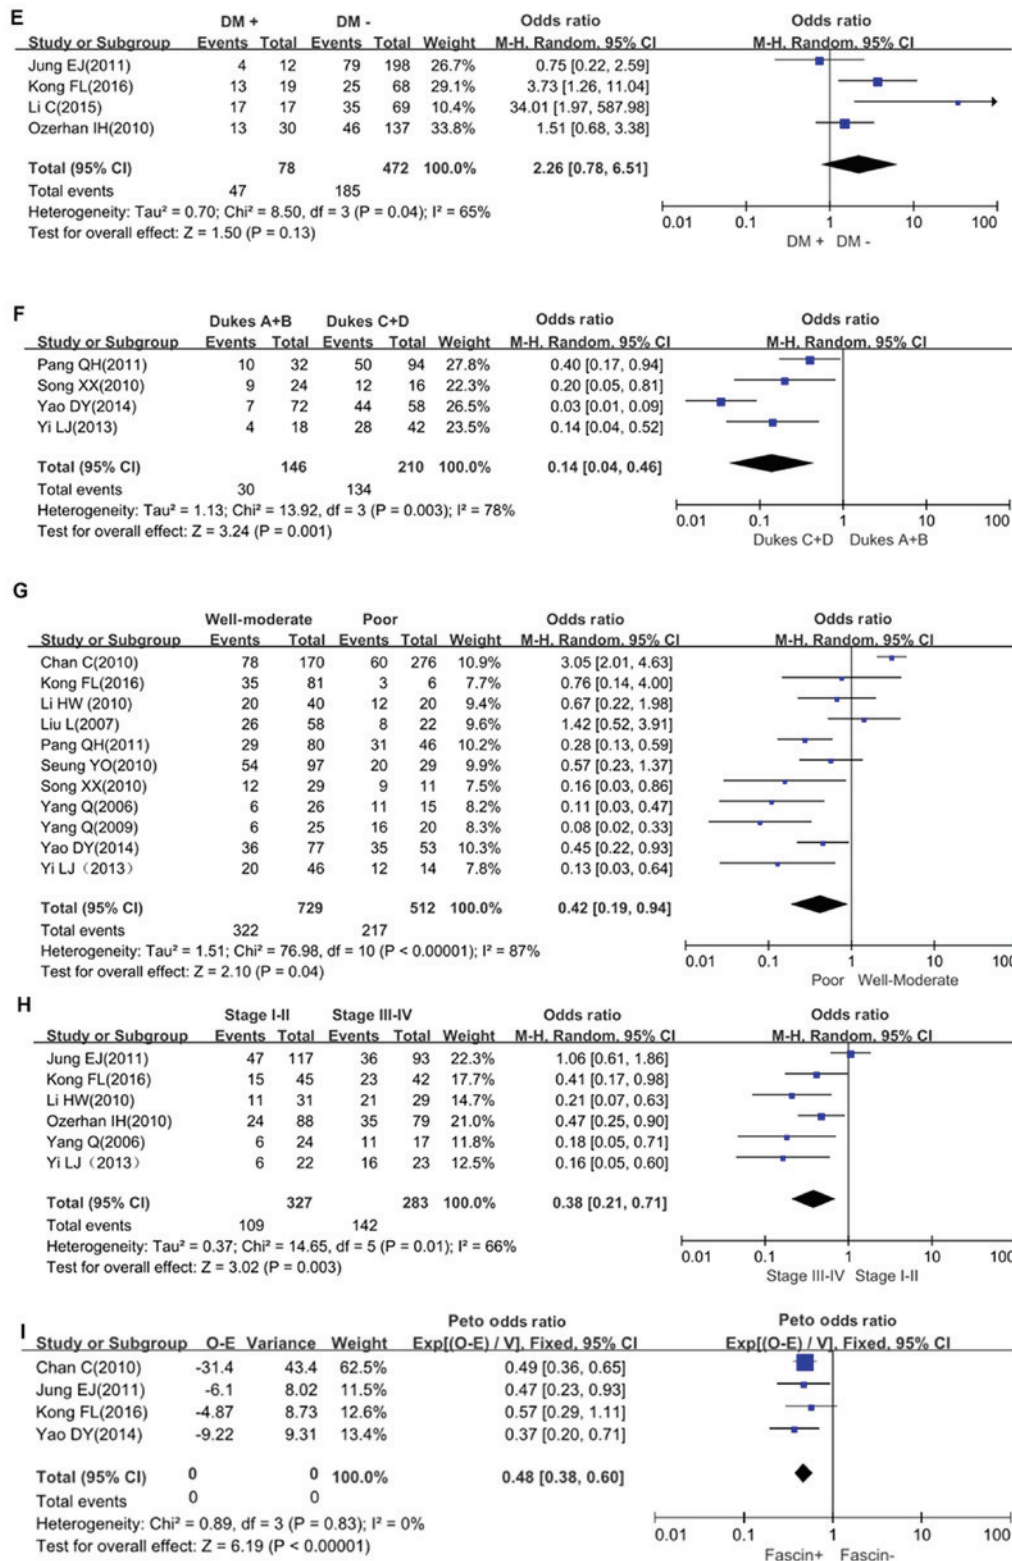 E
DM + DM - Odds ratio Odds ratio
Study or Subgroup Events Total Events Total Weight M-H, Random, 95% CI M-H, Random, 95% CI
Jung EJ(2011) 4 12 79 198 26.7% 0.75 [0.22, 2.59]
Kong FL(2016) 13 19 25 68 29.1% 3.73 [1.26, 11.04]
Li C(2015) 17 17 35 69 10.4% 34.01 [1.97, 587.98]
Ozerhan IH(2010) 13 30 46 137 33.8% 1.51 [0.68, 3.38]
Total (95% CI) 78 472 100.0% 2.26 [0.78, 6.51]
Total events 47 185
Heterogeneity: Tau² = 0.70; Chi² = 8.50, df = 3 (P = 0.04); I² = 65%
Test for overall effect: Z = 1.50 (P = 0.13)
0.01 0.1 1 10 100
DM + DM -
F
Dukes A+B Dukes C+D Odds ratio Odds ratio
Study or Subgroup Events Total Events Total Weight M-H, Random, 95% CI M-H, Random, 95% CI
Pang QH(2011) 10 32 50 94 27.8% 0.40 [0.17, 0.94]
Song XX(2010) 9 24 12 16 22.3% 0.20 [0.05, 0.81]
Yao DY(2014) 7 72 44 58 26.5% 0.03 [0.01, 0.09]
Yi LJ(2013) 4 18 28 42 23.5% 0.14 [0.04, 0.52]
Total (95% CI) 146 210 100.0% 0.14 [0.04, 0.46]
Total events 30 134
Heterogeneity: Tau² = 1.13; Chi² = 13.92, df = 3 (P = 0.003); I² = 78%
Test for overall effect: Z = 3.24 (P = 0.001)
0.01 0.1 1 10 100
Dukes C+D Dukes A+B
G
Well-moderate Poor Odds ratio Odds ratio
Study or Subgroup Events Total Events Total Weight M-H, Random, 95% CI M-H, Random, 95% CI
Chan C(2010) 78 170 60 276 10.9% 3.05 [2.01, 4.63]
Kong FL(2016) 35 81 3 6 7.7% 0.76 [0.14, 4.00]
Li HW (2010) 20 40 12 20 9.4% 0.67 [0.22, 1.98]
Liu L(2007) 26 58 8 22 9.6% 1.42 [0.52, 3.91]
Pang QH(2011) 29 80 31 46 10.2% 0.28 [0.13, 0.59]
Seung YO(2010) 54 97 20 29 9.9% 0.57 [0.23, 1.37]
Song XX(2010) 12 29 9 11 7.5% 0.16 [0.03, 0.86]
Yang Q(2006) 6 26 11 15 8.2% 0.11 [0.03, 0.47]
Yang Q(2009) 6 25 16 20 8.3% 0.08 [0.02, 0.33]
Yao DY(2014) 36 77 35 53 10.3% 0.45 [0.22, 0.93]
Yi LJ（2013） 20 46 12 14 7.8% 0.13 [0.03, 0.64]
Total (95% CI) 729 512 100.0% 0.42 [0.19, 0.94]
Total events 322 217
Heterogeneity: Tau² = 1.51; Chi² = 76.98, df = 10 (P < 0.00001); I² = 87%
Test for overall effect: Z = 2.10 (P = 0.04)
0.01 0.1 1 10 100
Poor Well-Moderate
H
Stage I-II Stage III-IV Odds ratio Odds ratio
Study or Subgroup Events Total Events Total Weight M-H, Random, 95% CI M-H, Random, 95% CI
Jung EJ(2011) 47 117 36 93 22.3% 1.06 [0.61, 1.86]
Kong FL(2016) 15 45 23 42 17.7% 0.41 [0.17, 0.98]
Li HW(2010) 11 31 21 29 14.7% 0.21 [0.07, 0.63]
Ozerhan IH(2010) 24 88 35 79 21.0% 0.47 [0.25, 0.90]
Yang Q(2006) 6 24 11 17 11.8% 0.18 [0.05, 0.71]
Yi LJ（2013） 6 22 16 23 12.5% 0.16 [0.05, 0.60]
Total (95% CI) 327 283 100.0% 0.38 [0.21, 0.71]
Total events 109 142
Heterogeneity: Tau² = 0.37; Chi² = 14.65, df = 5 (P = 0.01); I² = 66%
Test for overall effect: Z = 3.02 (P = 0.003)
0.01 0.1 1 10 100
Stage III-IV Stage I-II
I
Peto odds ratio Peto odds ratio
Study or Subgroup O-E Variance Weight Exp[(O-E) / V], Fixed, 95% CI Exp[(O-E) / V], Fixed, 95% CI
Chan C(2010) -31.4 43.4 62.5% 0.49 [0.36, 0.65]
Jung EJ(2011) -6.1 8.02 11.5% 0.47 [0.23, 0.93]
Kong FL(2016) -4.87 8.73 12.6% 0.57 [0.29, 1.11]
Yao DY(2014) -9.22 9.31 13.4% 0.37 [0.20, 0.71]
Total (95% CI) 0 0 100.0% 0.48 [0.38, 0.60]
Total events 0 0
Heterogeneity: Chi² = 0.89, df = 3 (P = 0.83); I² = 0%
Test for overall effect: Z = 6.19 (P < 0.00001)
0.01 0.1 1 10 100
Fascin+ Fascin-